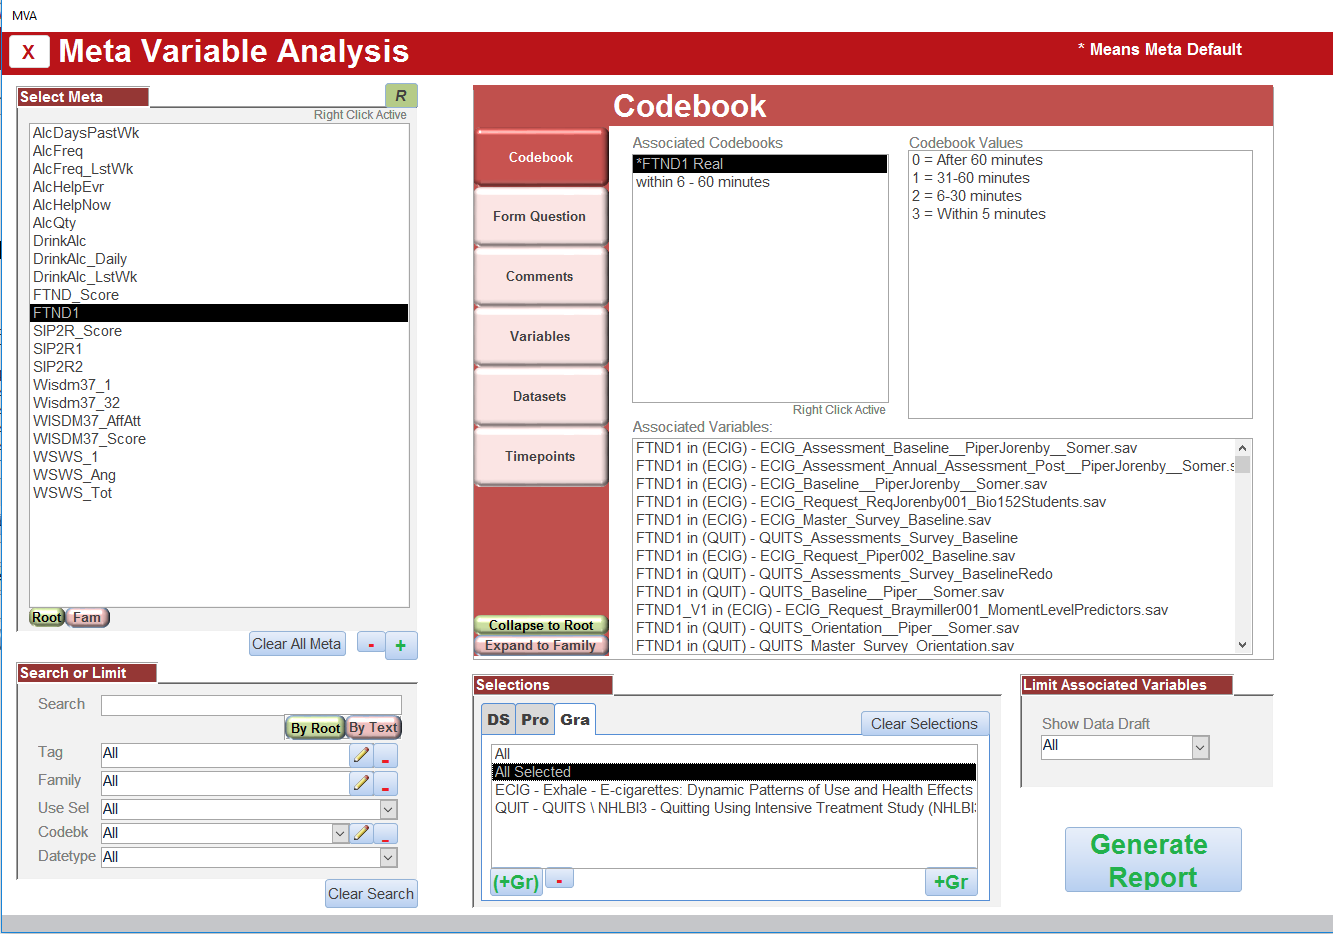 MVA
X Meta Variable Analysis
* Means Meta Default
Select Meta
R
Right Click Active
AlcDaysPastWk
AlcFreq
AlcFreq_LstWk
AlcHelpEvr
AlcHelpNow
AlcQty
DrinkAlc
DrinkAlc_Daily
DrinkAlc_LstWk
FTND_Score
FTND1
SIP2R_Score
SIP2R1
SIP2R2
Wisdm37_1
Wisdm37_32
WISDM37_AffAtt
WISDM37_Score
WSWS_1
WSWS_Ang
WSWS_Tot
Root Fam
Clear All Meta - +
Search or Limit
Search
By Root By Text
Tag All -
Family All -
Use Sel All
Codebk All -
Datetype All
Clear Search
Codebook
Codebook
Form Question
Comments
Variables
Datasets
Timepoints
Collapse to Root
Expand to Family
Associated Codebooks
*FTND1 Real
within 6 - 60 minutes
Right Click Active
Codebook Values
0 = After 60 minutes
1 = 31-60 minutes
2 = 6-30 minutes
3 = Within 5 minutes
Associated Variables:
FTND1 in (ECIG) - ECIG_Assessment_Baseline__PiperJorenby__Somer.sav
FTND1 in (ECIG) - ECIG_Assessment_Annual_Assessment_Post__PiperJorenby__Somer.s
FTND1 in (ECIG) - ECIG_Baseline__PiperJorenby__Somer.sav
FTND1 in (ECIG) - ECIG_Request_ReqJorenby001_Bio152Students.sav
FTND1 in (ECIG) - ECIG_Master_Survey_Baseline.sav
FTND1 in (QUIT) - QUITS_Assessments_Survey_Baseline
FTND1 in (ECIG) - ECIG_Request_Piper002_Baseline.sav
FTND1 in (QUIT) - QUITS_Assessments_Survey_BaselineRedo
FTND1 in (QUIT) - QUITS_Baseline__Piper__Somer.sav
FTND1_V1 in (ECIG) - ECIG_Request_Braymiller001_MomentLevelPredictors.sav
FTND1 in (QUIT) - QUITS_Orientation__Piper__Somer.sav
FTND1 in (QUIT) - QUITS_Master_Survey_Orientation.sav
Selections
DS Pro Gra
Clear Selections
All
All Selected
ECIG - Exhale - E-cigarettes: Dynamic Patterns of Use and Health Effects
QUIT - QUITS \ NHLBI3 - Quitting Using Intensive Treatment Study (NHLBI3
(+Gr) - +Gr
Limit Associated Variables
Show Data Draft
All
Generate
Report